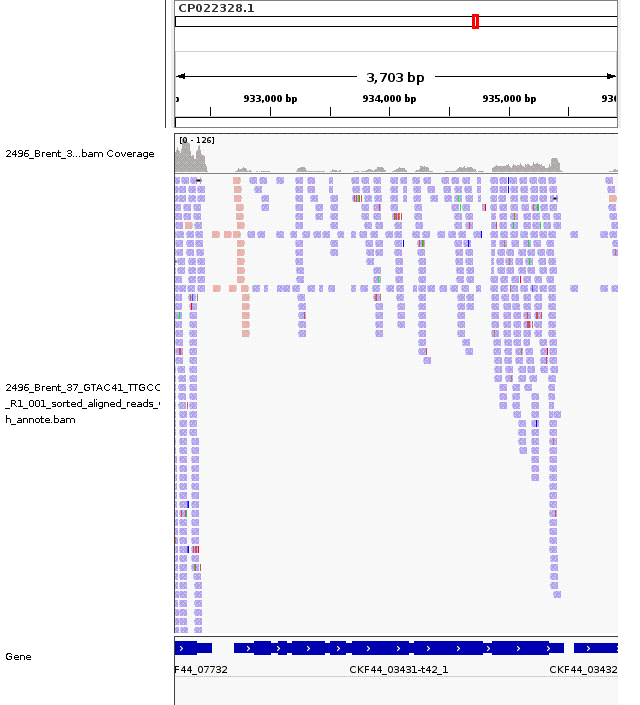 CP022328.1
3,703 bp
933,000 bp 934,000 bp 935,000 bp 930
[0 - 126]
2496_Brent_3...bam Coverage
2496_Brent_37_GTAC41_TTGCC
_R1_001_sorted_aligned_reads_
h_annote.bam
Gene
F44_07732 CKF44_03431-t42_1 CKF44_03432